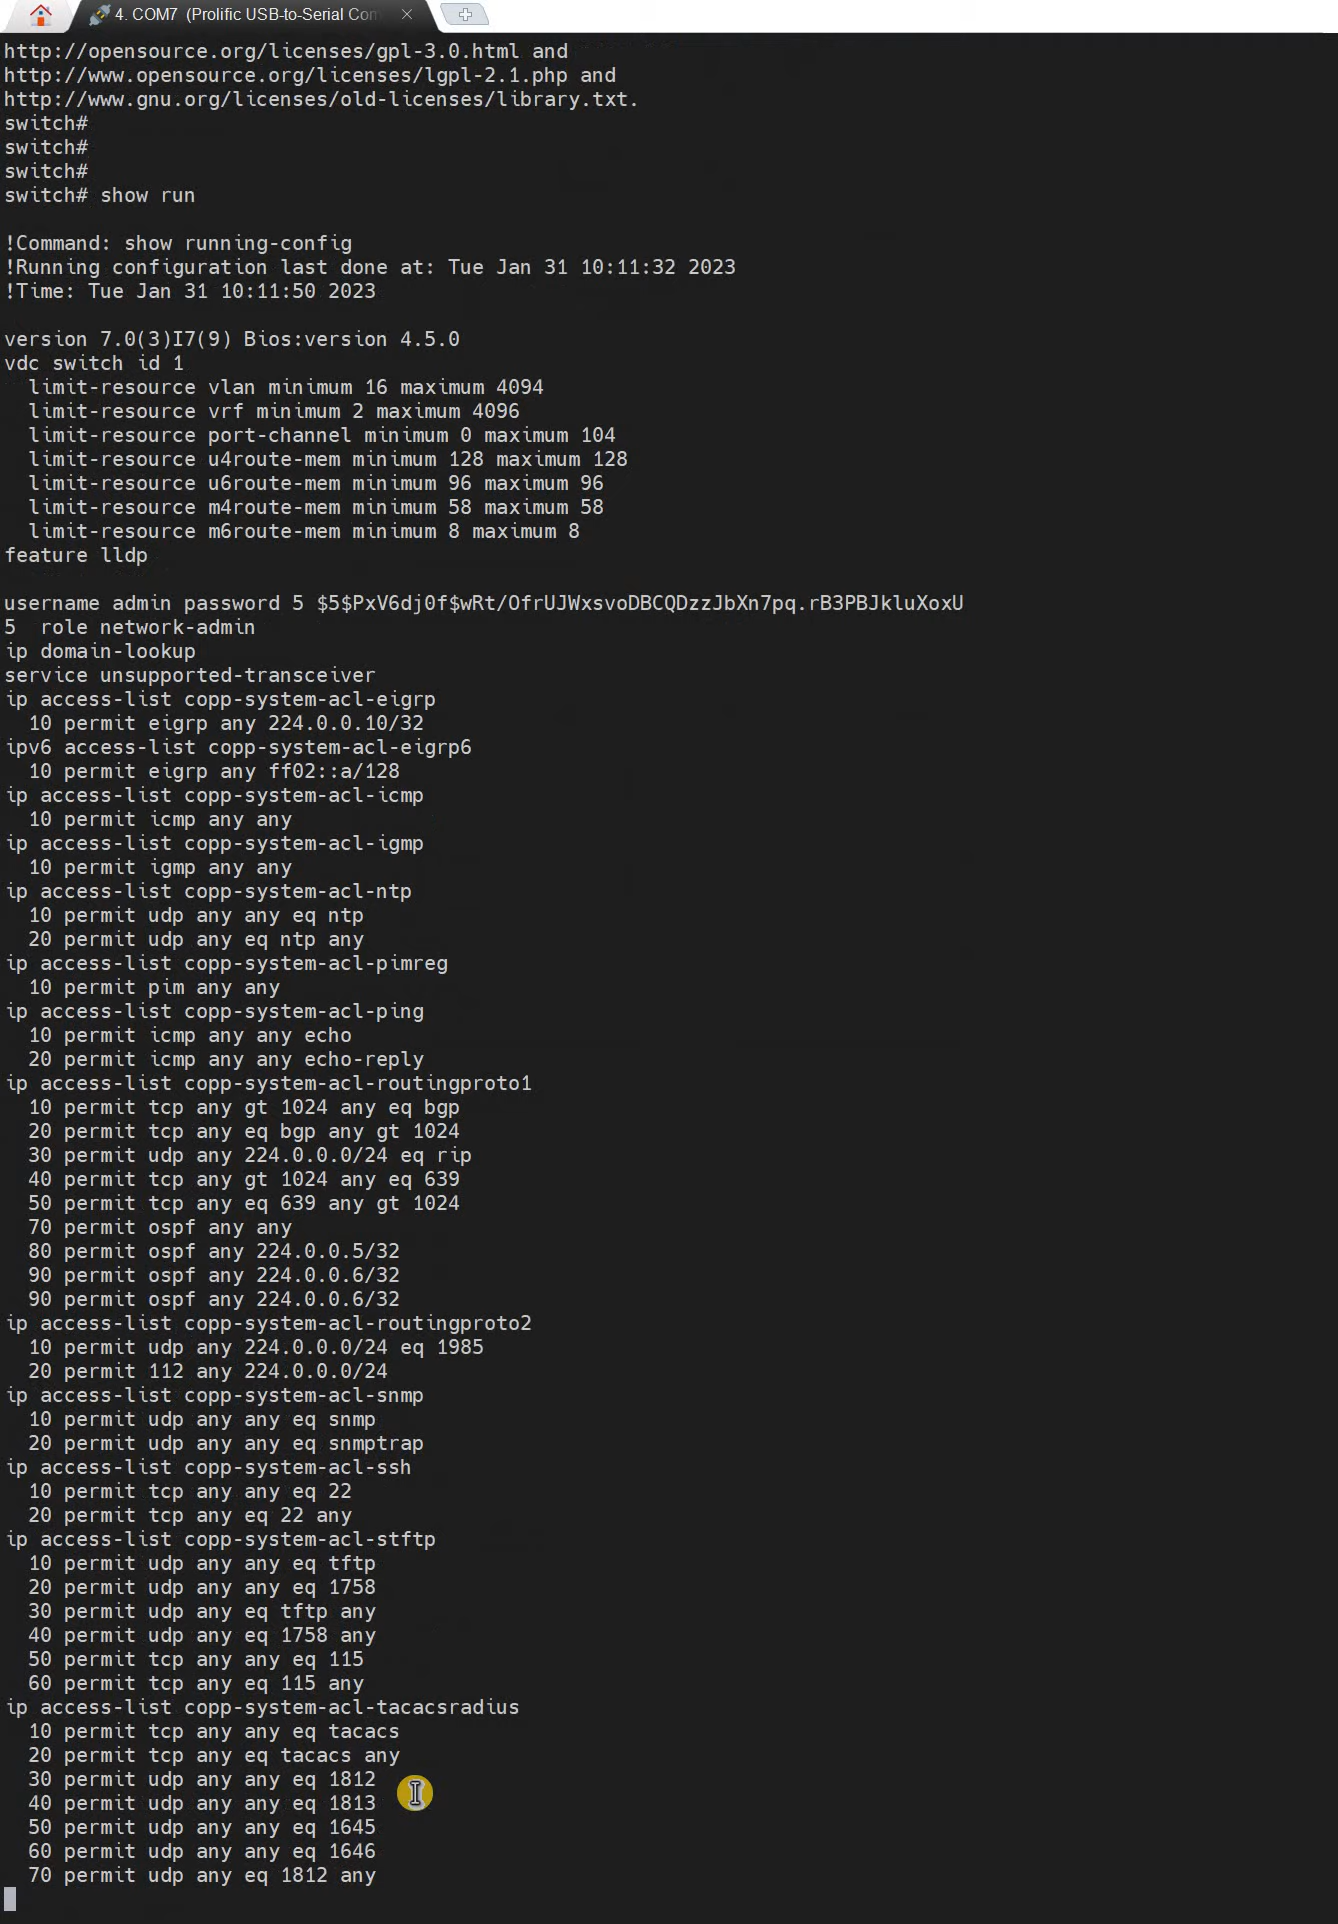 4. COM7 (Prolific USB-to-Serial Con
http://opensource.org/licenses/gpl-3.0.html and
http://www.opensource.org/licenses/lgpl-2.1.php and
http://www.gnu.org/licenses/old-licenses/library.txt.
switch#
switch#
switch#
switch# show run
!Command: show running-config
!Running configuration last done at: Tue Jan 31 10:11:32 2023
!Time: Tue Jan 31 10:11:50 2023
version 7.0(3)I7(9) Bios:version 4.5.0
vdc switch id 1
limit-resource vlan minimum 16 maximum 4094
limit-resource vrf minimum 2 maximum 4096
limit-resource port-channel minimum 0 maximum 104
limit-resource u4route-mem minimum 128 maximum 128
limit-resource u6route-mem minimum 96 maximum 96
limit-resource m4route-mem minimum 58 maximum 58
limit-resource m6route-mem minimum 8 maximum 8
feature lldp
username admin password 5 $5$PxV6dj0f$wRt/OfrUJWxsvoDBCQDzzJbXn7pq.rB3PBJkluXoxU
5  role network-admin
ip domain-lookup
service unsupported-transceiver
ip access-list copp-system-acl-eigrp
10 permit eigrp any 224.0.0.10/32
ipv6 access-list copp-system-acl-eigrp6
10 permit eigrp any ff02::a/128
ip access-list copp-system-acl-icmp
10 permit icmp any any
ip access-list copp-system-acl-igmp
10 permit igmp any any
ip access-list copp-system-acl-ntp
10 permit udp any any eq ntp
20 permit udp any eq ntp any
ip access-list copp-system-acl-pimreg
10 permit pim any any
ip access-list copp-system-acl-ping
10 permit icmp any any echo
20 permit icmp any any echo-reply
ip access-list copp-system-acl-routingproto1
10 permit tcp any gt 1024 any eq bgp
20 permit tcp any eq bgp any gt 1024
30 permit udp any 224.0.0.0/24 eq rip
40 permit tcp any gt 1024 any eq 639
50 permit tcp any eq 639 any gt 1024
70 permit ospf any any
80 permit ospf any 224.0.0.5/32
90 permit ospf any 224.0.0.6/32
90 permit ospf any 224.0.0.6/32
ip access-list copp-system-acl-routingproto2
10 permit udp any 224.0.0.0/24 eq 1985
20 permit 112 any 224.0.0.0/24
ip access-list copp-system-acl-snmp
10 permit udp any any eq snmp
20 permit udp any any eq snmptrap
ip access-list copp-system-acl-ssh
10 permit tcp any any eq 22
20 permit tcp any eq 22 any
ip access-list copp-system-acl-stftp
10 permit udp any any eq tftp
20 permit udp any any eq 1758
30 permit udp any eq tftp any
40 permit udp any eq 1758 any
50 permit tcp any any eq 115
60 permit tcp any eq 115 any
ip access-list copp-system-acl-tacacsradius
10 permit tcp any any eq tacacs
20 permit tcp any eq tacacs any
30 permit udp any any eq 1812
40 permit udp any any eq 1813
50 permit udp any any eq 1645
60 permit udp any any eq 1646
70 permit udp any eq 1812 any